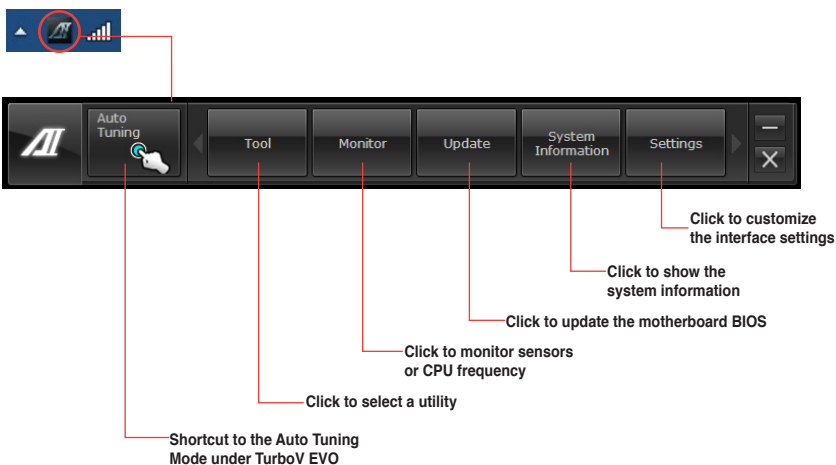 Auto
Tuning
Tool
Monitor
Update
System
Information
Settings
Click to customize
the interface settings
Click to show the
system information
Click to update the motherboard BIOS
Click to monitor sensors
or CPU frequency
Click to select a utility
Shortcut to the Auto Tuning
Mode under TurboV EVO